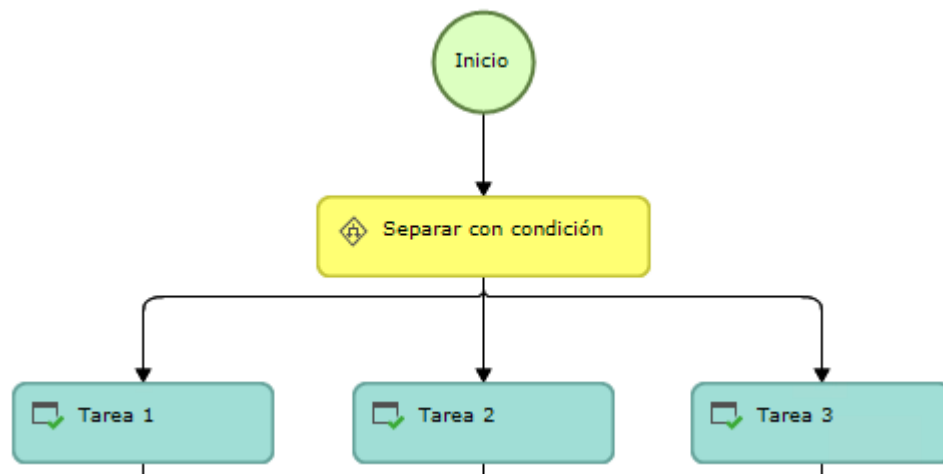 Inicio
Separar con condición
Tarea 1
Tarea 2
Tarea 3